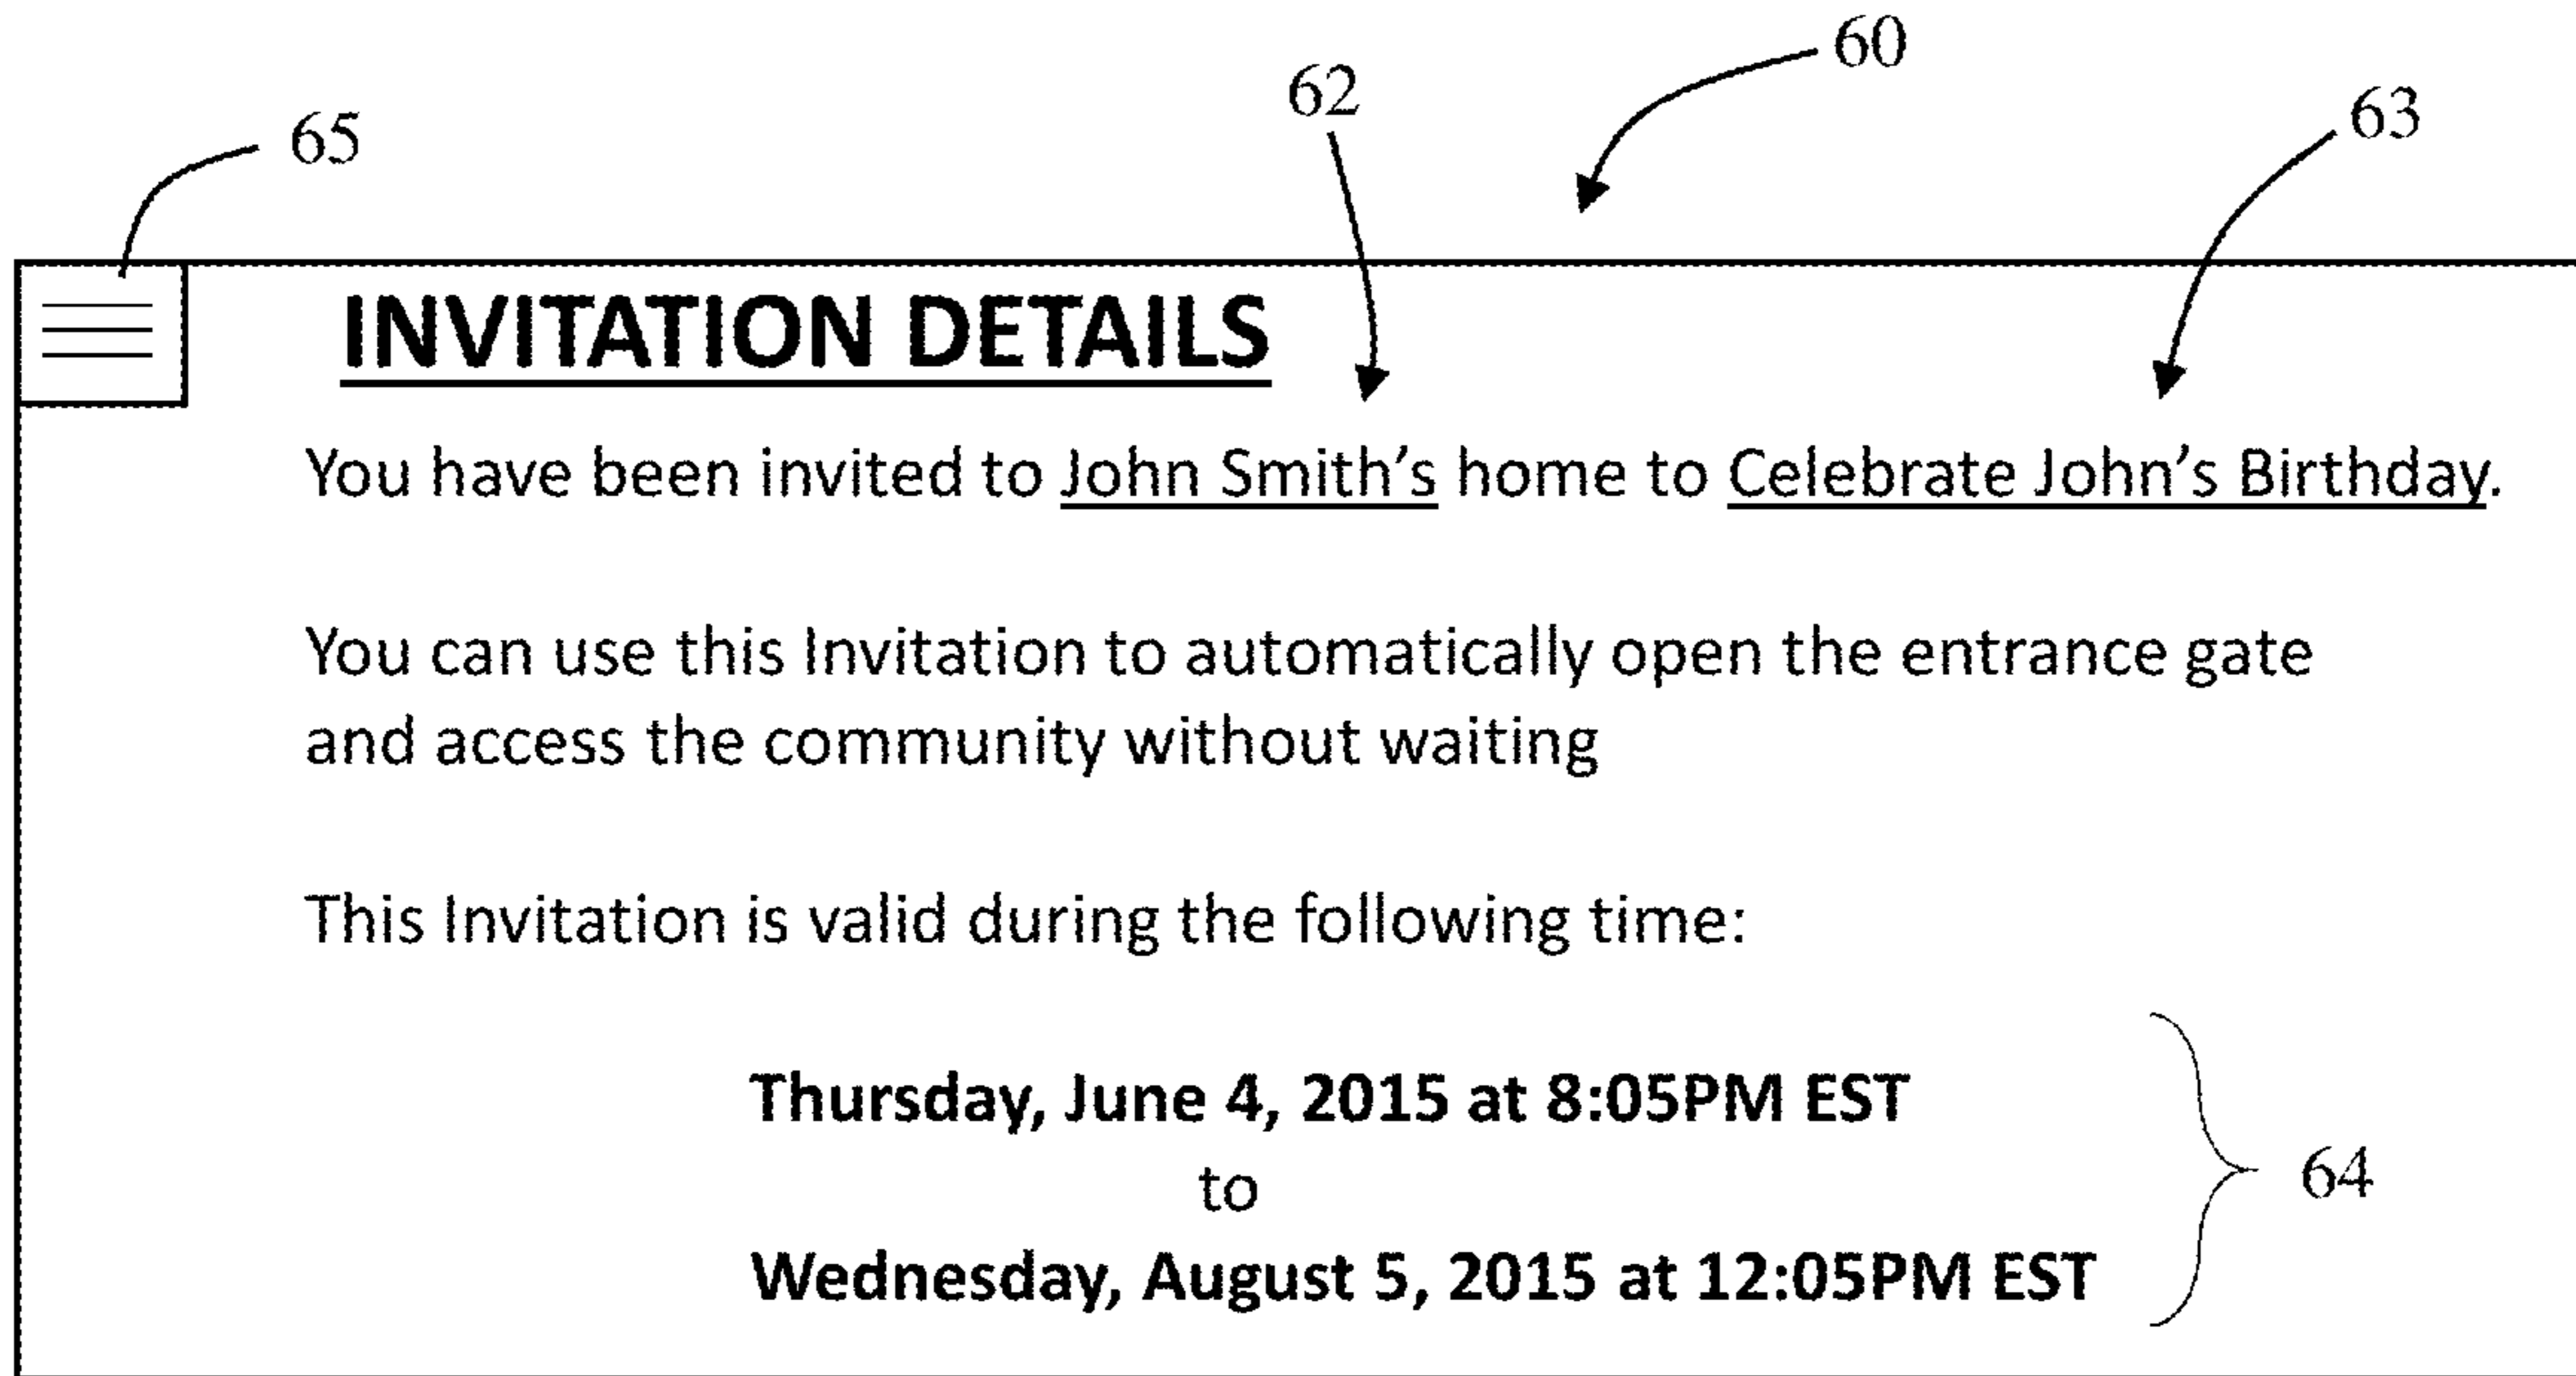 60
62
63
65
INVITATION DETAILS
You have been invited to John Smith’s home to Celebrate John’s Birthday.
You can use this Invitation to automatically open the entrance gate
and access the community without waiting
This Invitation is valid during the following time:
Thursday, June 4, 2015 at 8:05PM EST
to
64
Wednesday, August 5, 2015 at 12:05PM EST